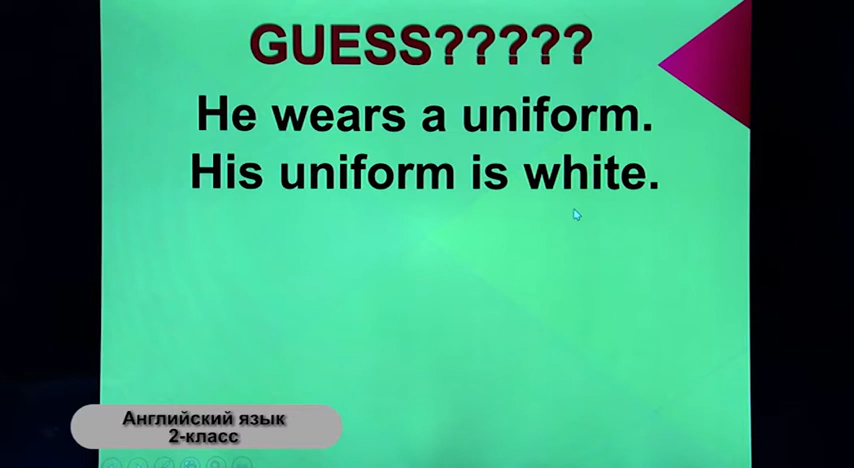 GUESS?????
He wears a uniform.
His uniform is white.
Английский язык
2-класс